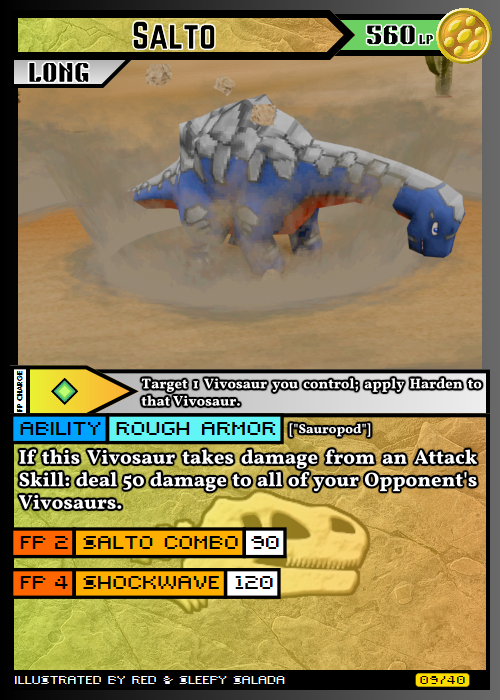 SALTO
560 LP
LONG
FP CHARGE
Target 1 Vivosaur you control; apply Harden to
that Vivosaur.
ABILITY ROUGH ARMOR ["Sauropod"]
If this Vivosaur takes damage from an Attack
Skill: deal 50 damage to all of your Opponent's
Vivosaurs.
FP 2 SALTO COMBO 90
FP 4 SHOCKWAVE 120
ILLUSTRATED BY RED & SLEEPY SALADA 09/40